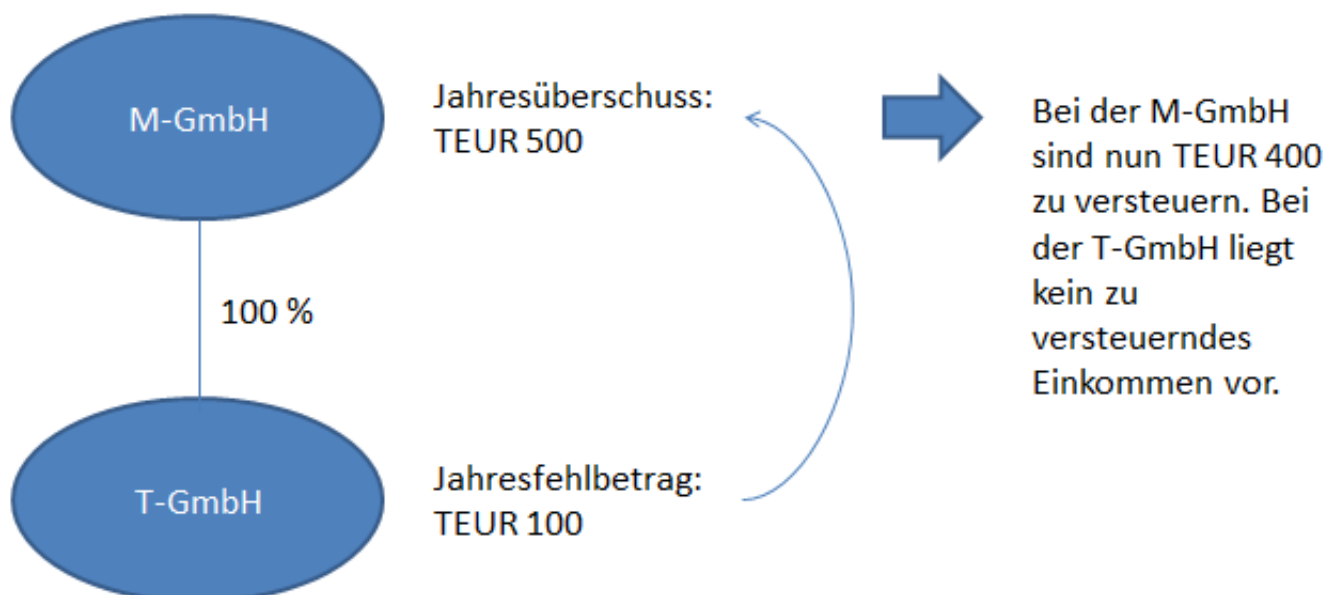 M-GmbH
Jahresüberschuss:
TEUR 500
100 %
T-GmbH
Jahresfehlbetrag:
TEUR 100
Bei der M-GmbH
sind nun TEUR 400
zu versteuern. Bei
der T-GmbH liegt
kein zu
versteuerndes
Einkommen vor.